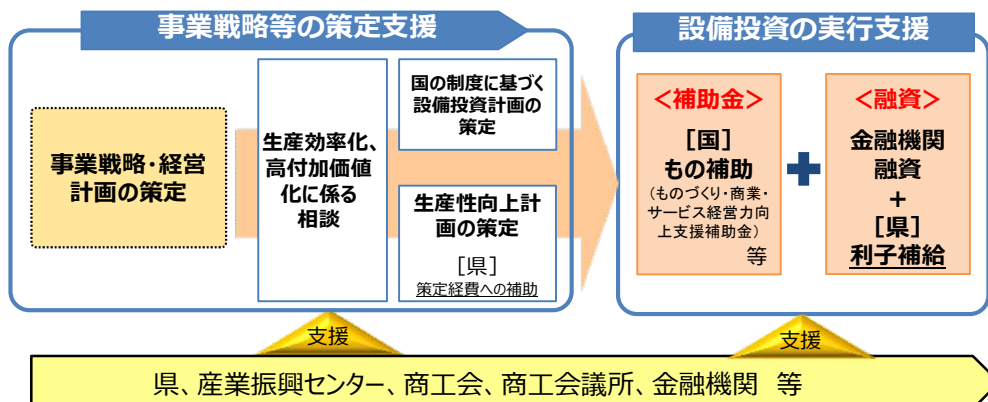 事業戦略等の策定支援
事業戦略・経営
計画の策定
生産効率化、
高付加価値
化に係る
相談
国の制度に基づく
設備投資計画の
策定
生産性向上計
画の策定
［県］
策定経費への補助
設備投資の実行支援
＜補助金＞
［国］
もの補助
（ものづくり・商業・
サービス経営力向
上支援補助金）
等
＜融資＞
金融機関
融資
＋
［県］
利子補給
支援
支援
県、産業振興センター、商工会、商工会議所、金融機関 等